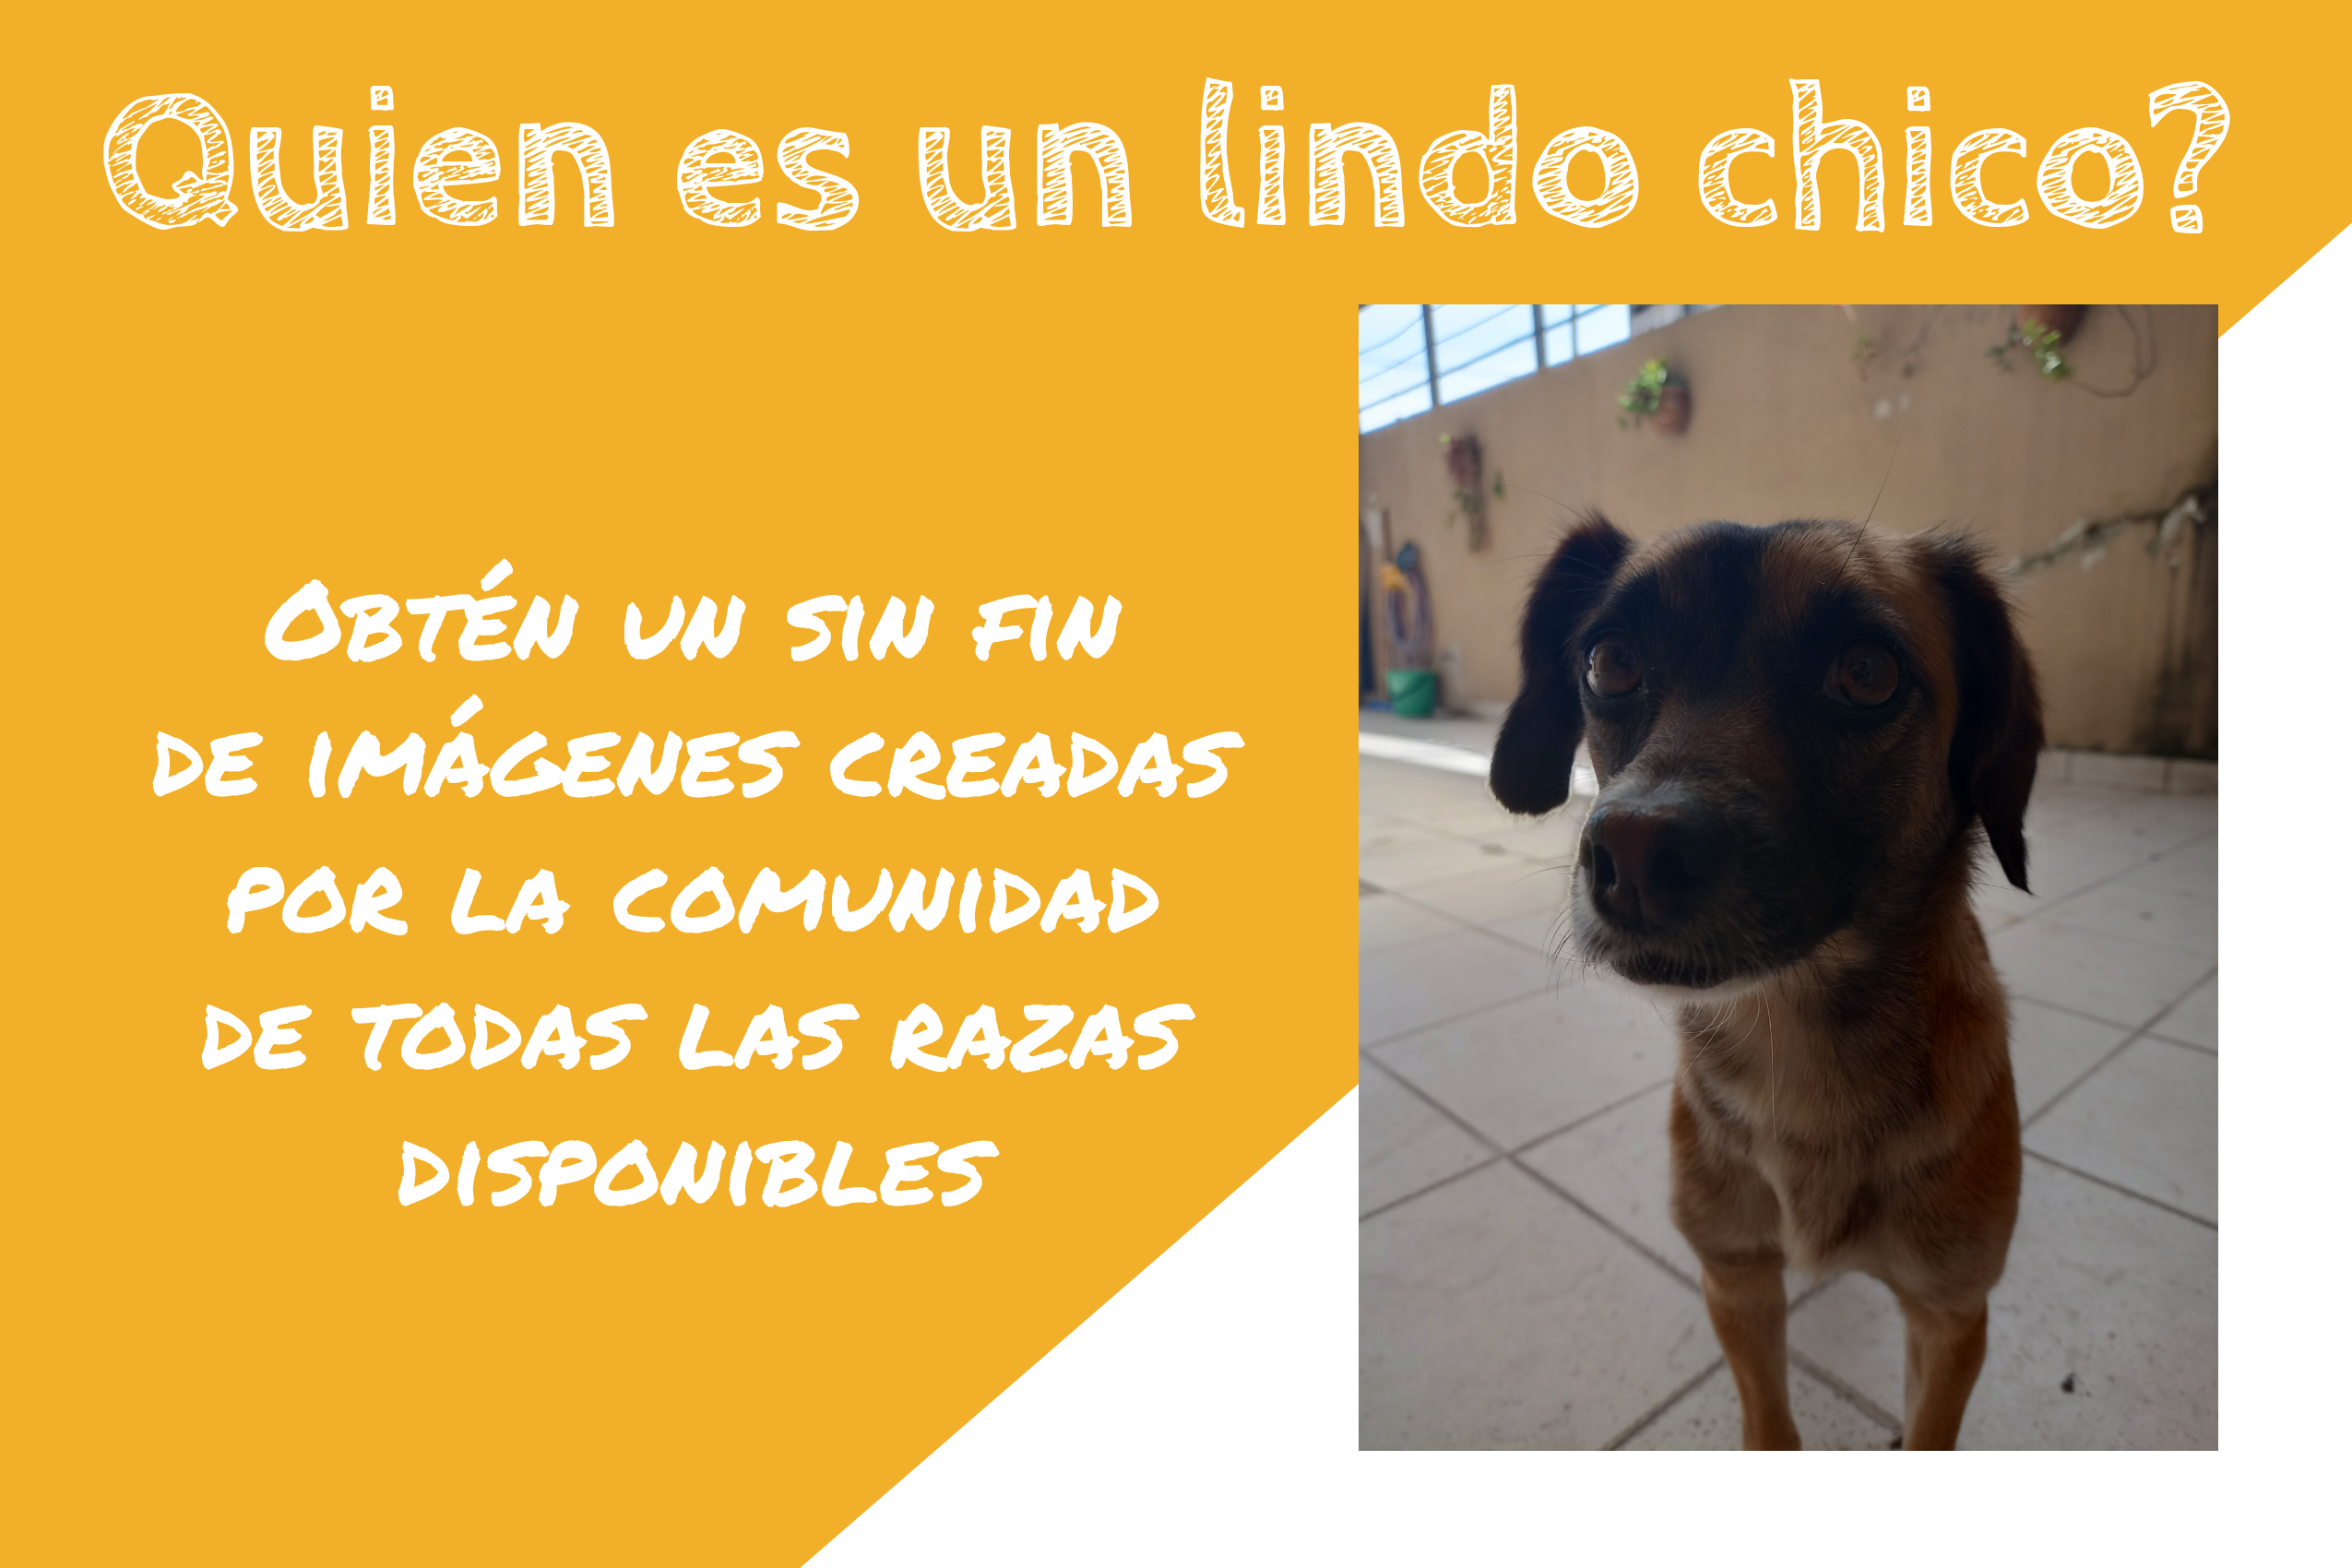 Quien es un lindo chico?
Obtén un sin fin
de imágenes creadas
por la comunidad
de todas las razas
disponibles